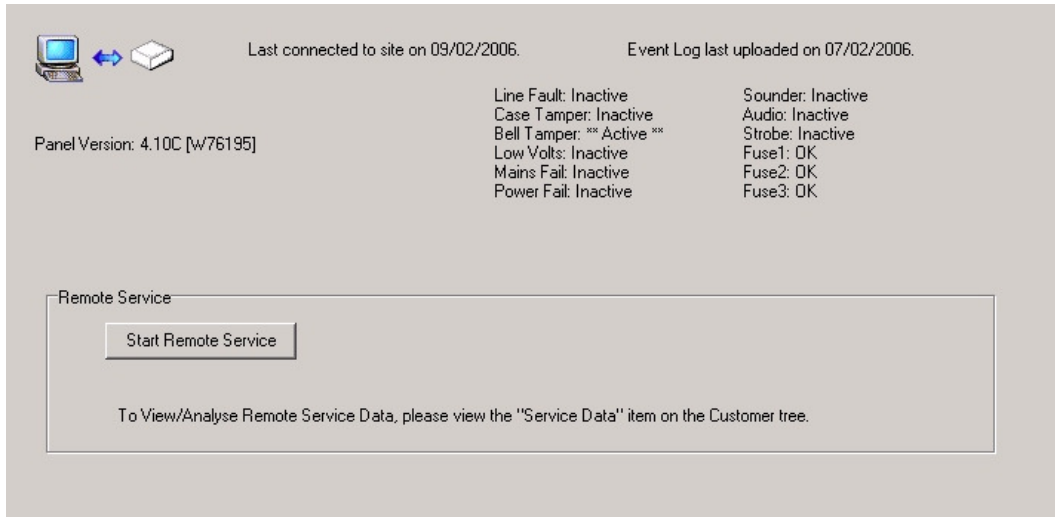 Last connected to site on 09/02/2006. Event Log last uploaded on 07/02/2006.
Panel Version: 4.10C [W76195]
Line Fault: Inactive
Case Tamper: Inactive
Bell Tamper: ** Active **
Low Volts: Inactive
Mains Fail: Inactive
Power Fail: Inactive
Sounder: Inactive
Audio: Inactive
Strobe: Inactive
Fuse1: OK
Fuse2: OK
Fuse3: OK
Remote Service
Start Remote Service
To View/Analyse Remote Service Data, please view the "Service Data" item on the Customer tree.